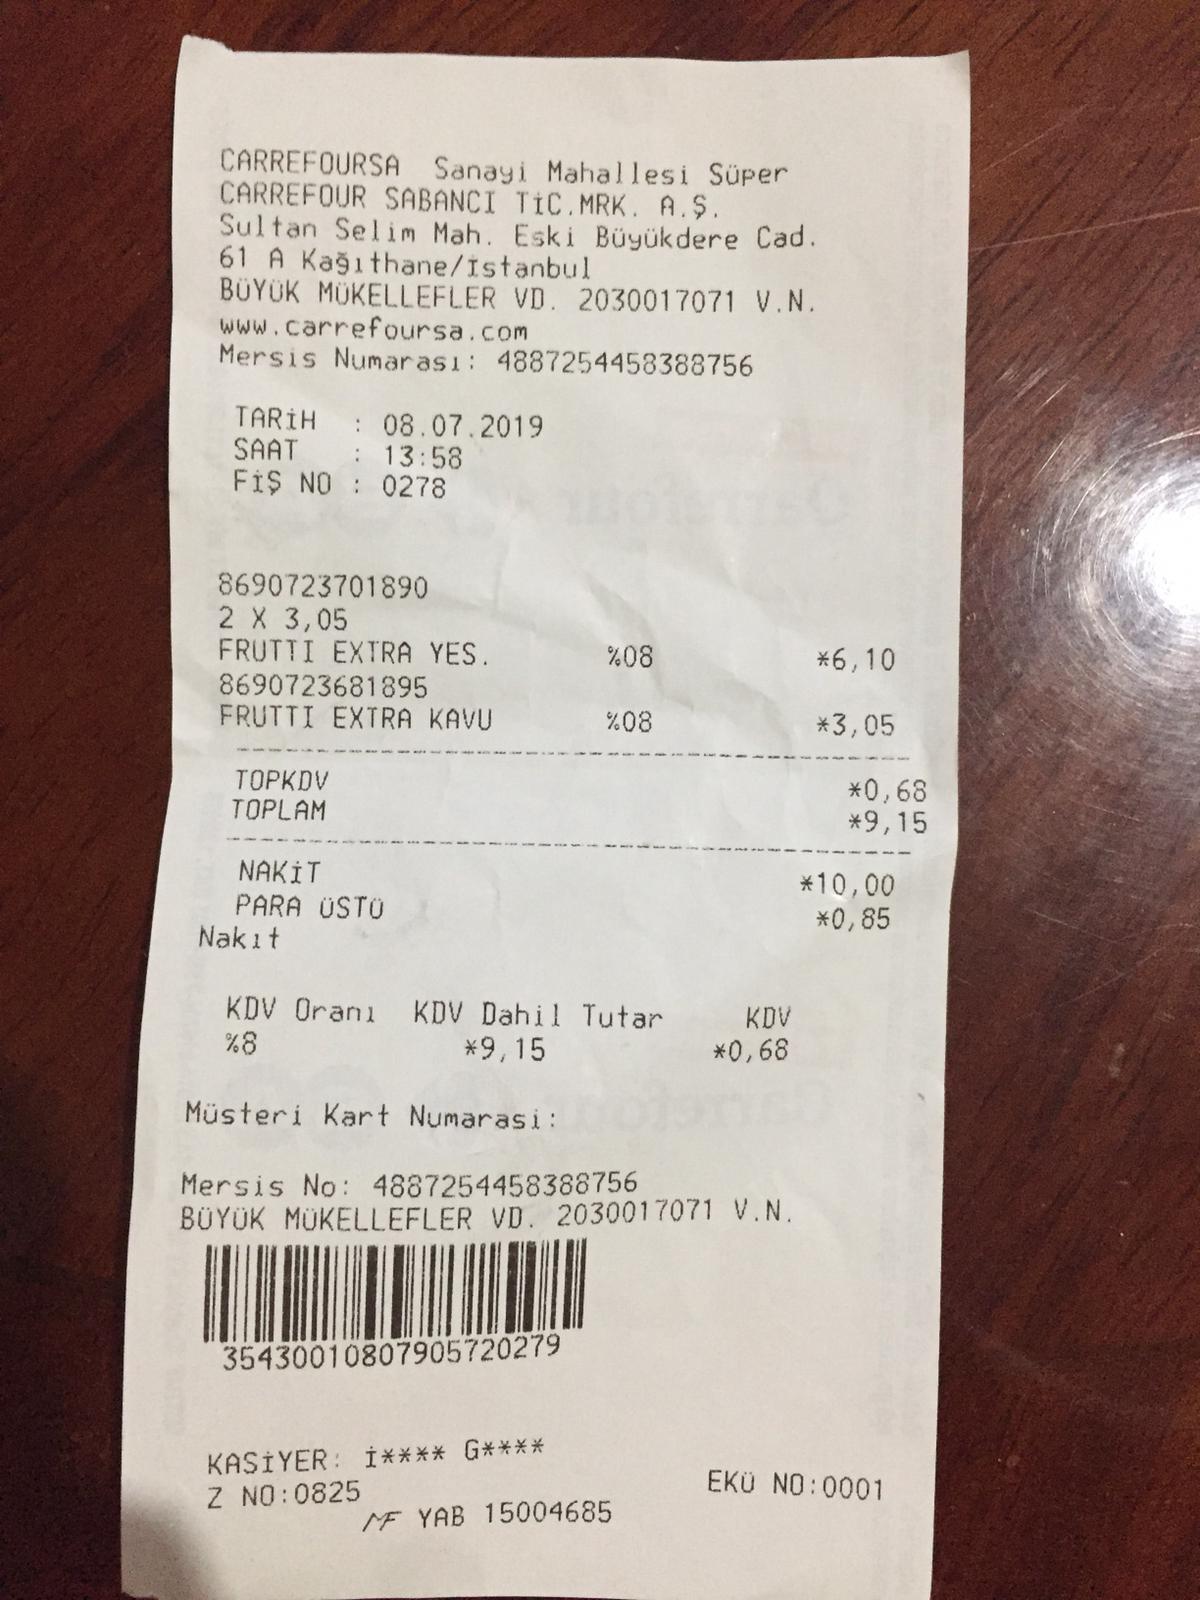 CARREFOURSA Sanayi Mahallesi Süper
CARREFOUR SABANCI TİC.MRK. A.Ş.
Sultan Selim Mah. Eski Büyükdere Cad.
61 A Kağıthane/İstanbul
BÜYÜK MÜKELLEFLER VD. 2030017071 V.N.
www.carrefoursa.com
Mersis Numarası: 4887254458388756
TARİH : 08.07.2019
SAAT : 13:58
FİŞ NO : 0278
8690723701890
2 X 3,05
FRUTTI EXTRA YES. %08 *6,10
8690723681895
FRUTTI EXTRA KAVU %08 *3,05
TOPKDV *0,68
TOPLAM *9,15
NAKİT *10,00
PARA ÜSTÜ *0,85
Nakıt
KDV Oranı KDV Dahil Tutar KDV
%8 *9,15 *0,68
Müsteri Kart Numarasi:
Mersis No: 4887254458388756
BÜYÜK MÜKELLEFLER VD. 2030017071 V.N.
35430010807905720279
KASİYER: İ**** G****
Z NO:0825 EKÜ NO:0001
MF YAB 15004685